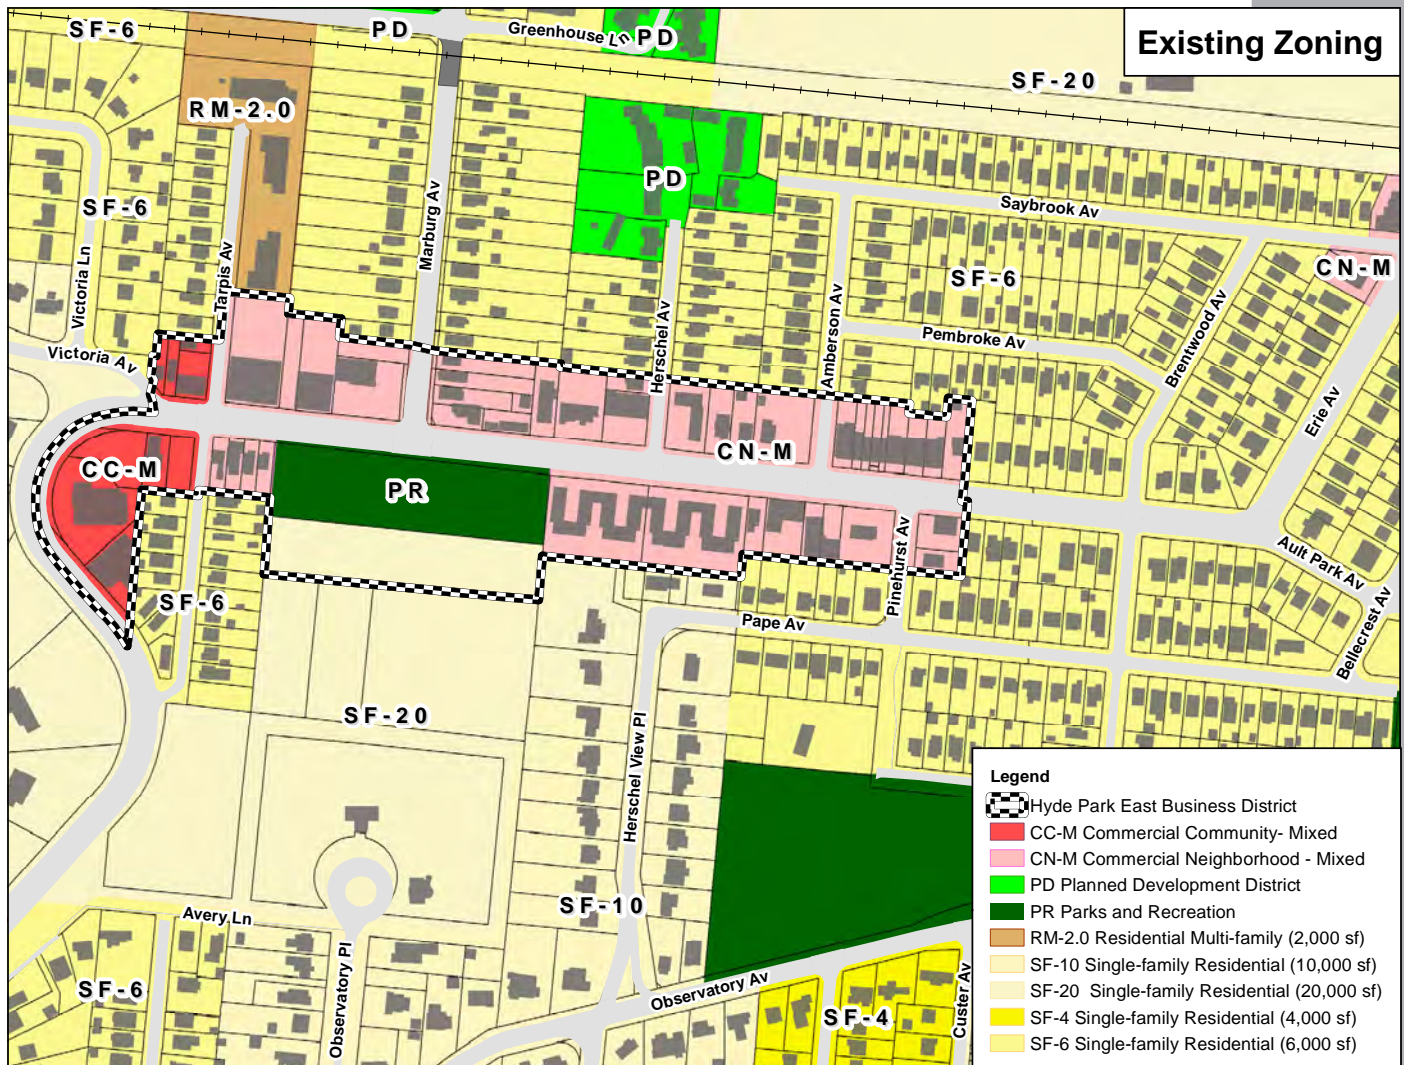 Existing Zoning
SF-6
PD
Greenhouse Ln
PD
SF-20
RM-2.0
PD
SF-6
Saybrook Av
Marburg Av
Tarpis Av
Victoria Ln
SF-6
CN-M
Herschel Av
Amberson Av
Pembroke Av
Brentwood Av
Victoria Av
Erie Av
CC-M
PR
CN-M
Pinehurst Av
Ault Park Av
SF-6
Pape Av
Bellecrest Av
SF-20
Herschel View Pl
Avery Ln
SF-10
Observatory Pl
SF-6
Observatory Av
SF-4
Custer Av
Legend
Hyde Park East Business District
CC-M Commercial Community- Mixed
CN-M Commercial Neighborhood - Mixed
PD Planned Development District
PR Parks and Recreation
RM-2.0 Residential Multi-family (2,000 sf)
SF-10 Single-family Residential (10,000 sf)
SF-20 Single-family Residential (20,000 sf)
SF-4 Single-family Residential (4,000 sf)
SF-6 Single-family Residential (6,000 sf)